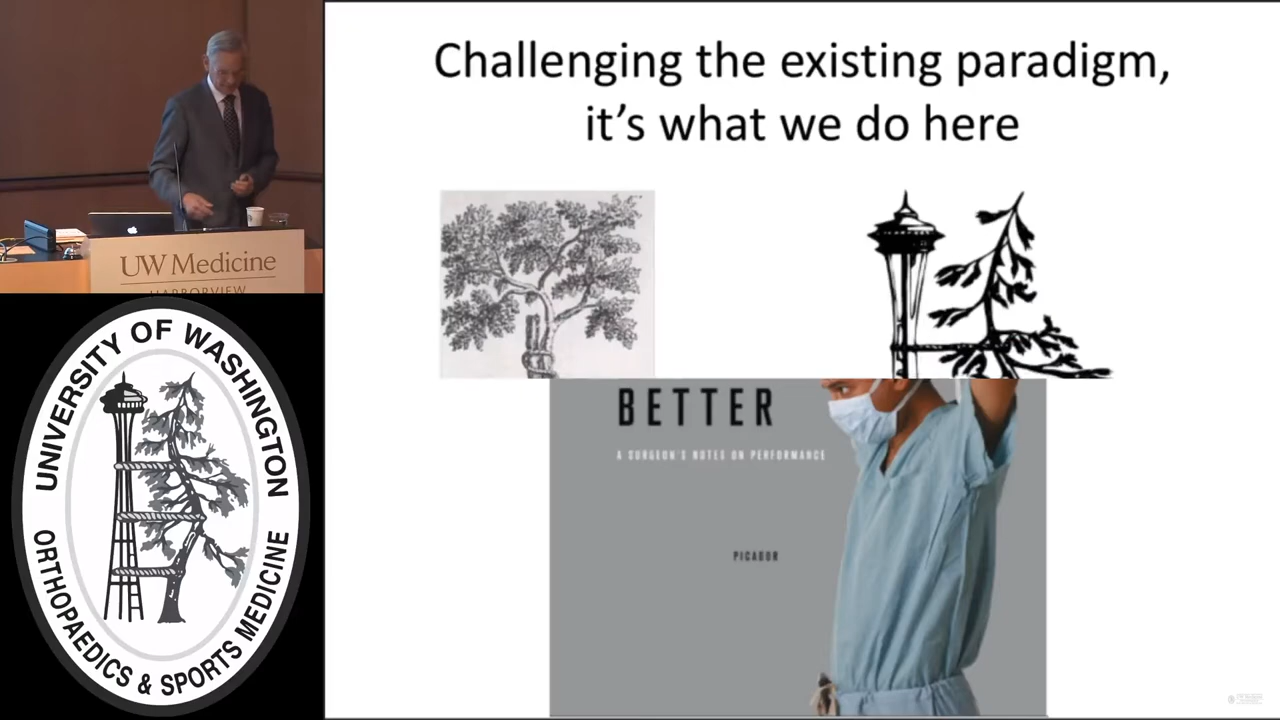 Challenging the existing paradigm,
it's what we do here
UW Medicine
HARBORVIEW
UNIVERSITY OF WASHINGTON
ORTHOPAEDICS & SPORTS MEDICINE
BETTER
A SURGEON'S NOTES ON PERFORMANCE
PICADOR